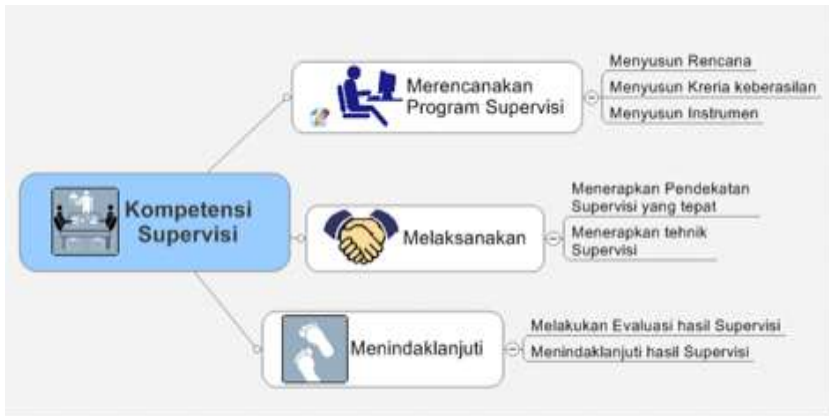 Kompetensi
Supervisi
Merencanakan
Program Supervisi
Menyusun Rencana
Menyusun Kreria keberasilan
Menyusun Instrumen
Melaksanakan
Menerapkan Pendekatan
Supervisi yang tepat
Menerapkan tehnik
Supervisi
Menindaklanjuti
Melakukan Evaluasi hasil Supervisi
Menindaklanjuti hasil Supervisi